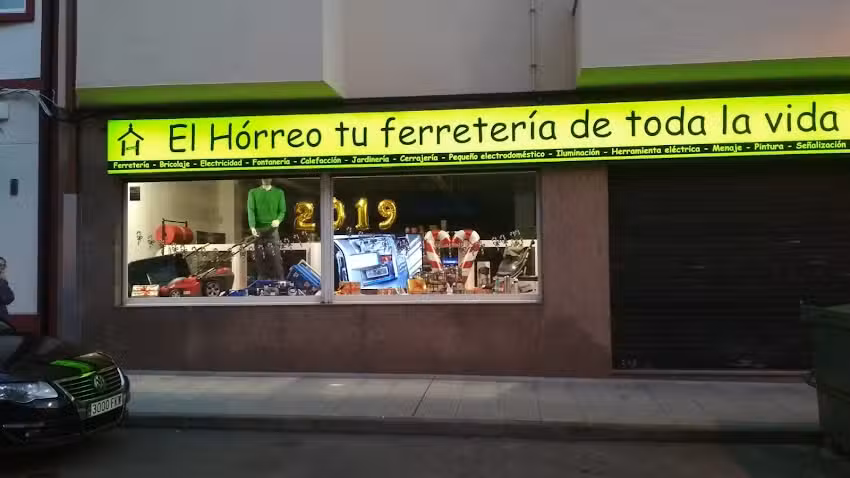 El Hórreo tu ferretería de toda la vida
Ferretería - Bricolaje - Electricidad - Fontanería - Calefacción - Jardinería - Cerrajería - Pequeño electrodoméstico - Iluminación - Herramienta eléctrica - Menaje - Pintura - Señalización
2019
3000 FKW